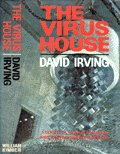 THE
VIRUS
HOUSE
DAVID
IRVING
THE VIRUS HOUSE
DAVID IRVING
WILLIAM KIMBER